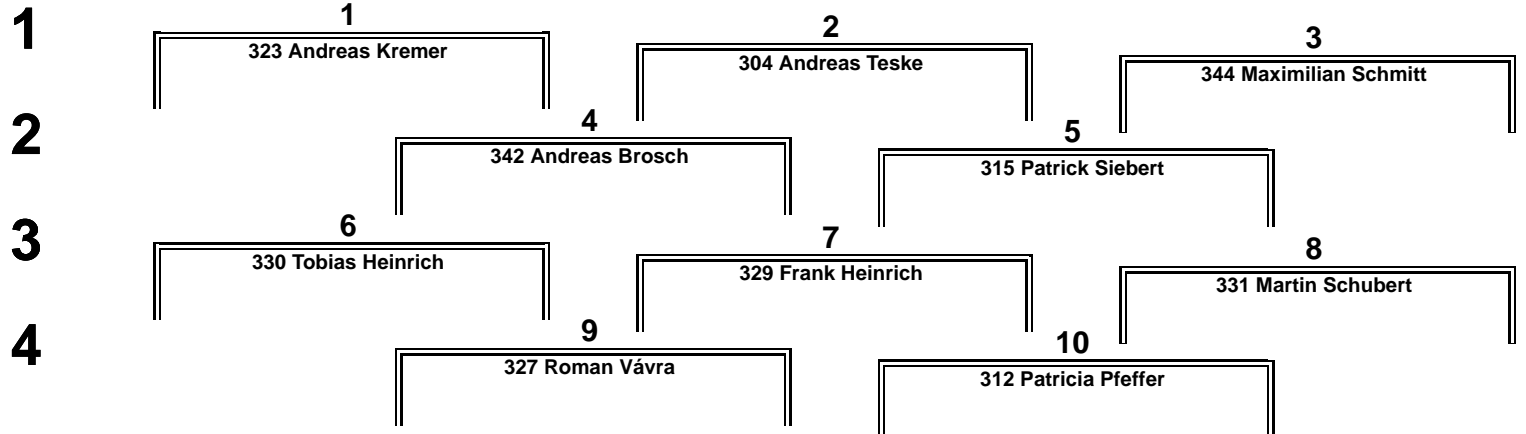 1
1
323 Andreas Kremer
2
304 Andreas Teske
3
344 Maximilian Schmitt
2
4
342 Andreas Brosch
5
315 Patrick Siebert
3
6
330 Tobias Heinrich
7
329 Frank Heinrich
8
331 Martin Schubert
4
9
327 Roman Vávra
10
312 Patricia Pfeffer